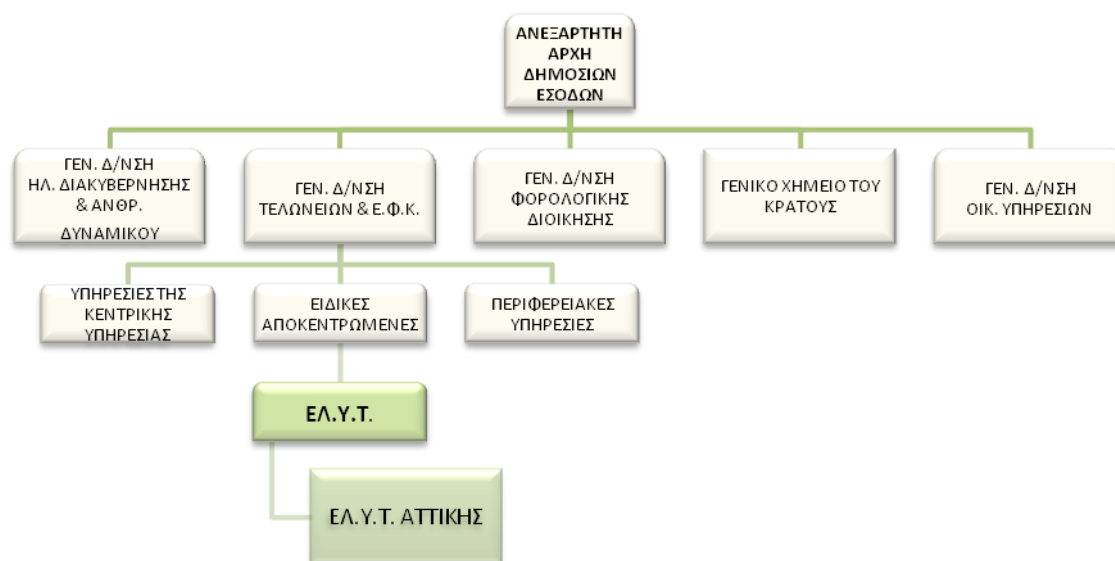 ΑΝΕΞΑΡΤΗΤΗ
ΑΡΧΗ
ΔΗΜΟΣΙΩΝ
ΕΣΟΔΩΝ
ΓΕΝ. Δ/ΝΣΗ
ΗΛ. ΔΙΑΚΥΒΕΡΝΗΣΗΣ
& ΑΝΘΡ.
ΔΥΝΑΜΙΚΟΥ
ΓΕΝ. Δ/ΝΣΗ
ΤΕΛΩΝΕΙΩΝ & Ε.Φ.Κ.
ΓΕΝ. Δ/ΝΣΗ
ΦΟΡΟΛΟΓΙΚΗΣ
ΔΙΟΙΚΗΣΗΣ
ΓΕΝΙΚΟ ΧΗΜΕΙΟ ΤΟΥ
ΚΡΑΤΟΥΣ
ΓΕΝ. Δ/ΝΣΗ
ΟΙΚ. ΥΠΗΡΕΣΙΩΝ
ΥΠΗΡΕΣΙΕΣ ΤΗΣ
ΚΕΝΤΡΙΚΗΣ
ΥΠΗΡΕΣΙΑΣ
ΕΙΔΙΚΕΣ
ΑΠΟΚΕΝΤΡΩΜΕΝΕΣ
ΠΕΡΙΦΕΡΕΙΑΚΕΣ
ΥΠΗΡΕΣΙΕΣ
ΕΛ.Υ.Τ.
ΕΛ.Υ.Τ. ΑΤΤΙΚΗΣ